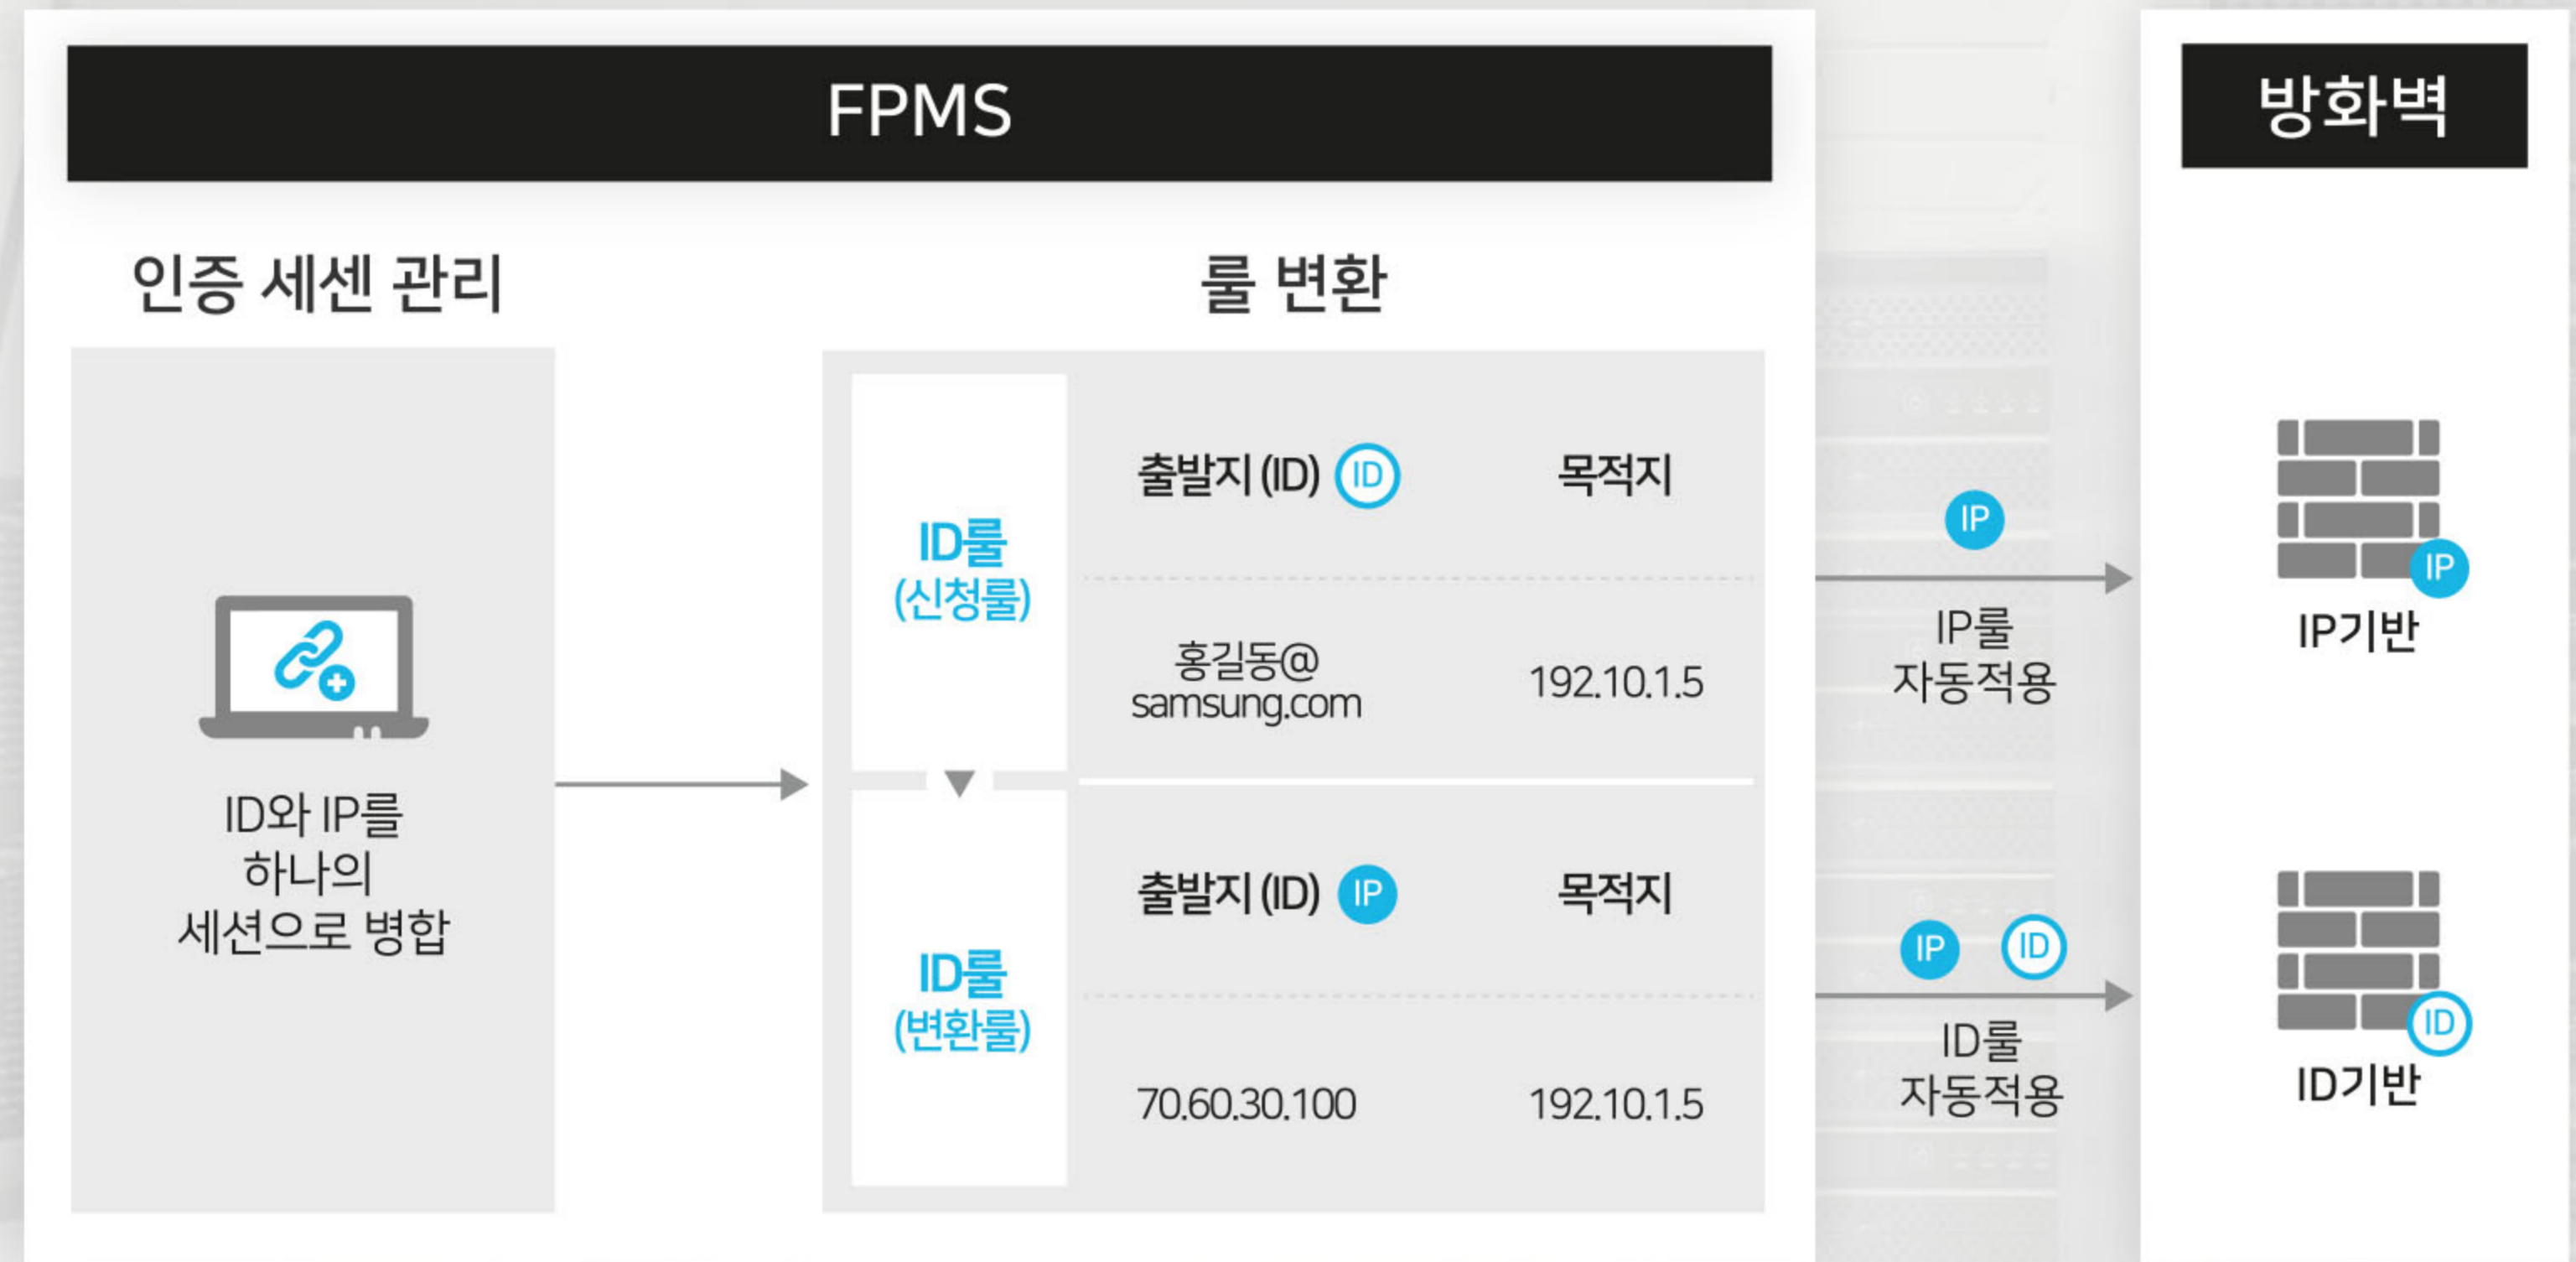 FPMS
방화벽
인증 세센 관리
룰 변환
ID와 IP를
하나의
세션으로 병합
ID룰
(신청룰)
출발지 (ID) ID
목적지
홍길동@
samsung.com
192.10.1.5
ID룰
(변환룰)
출발지 (ID) IP
목적지
70.60.30.100
192.10.1.5
IP
IP룰
자동적용
IP ID
ID룰
자동적용
IP
IP기반
ID
ID기반